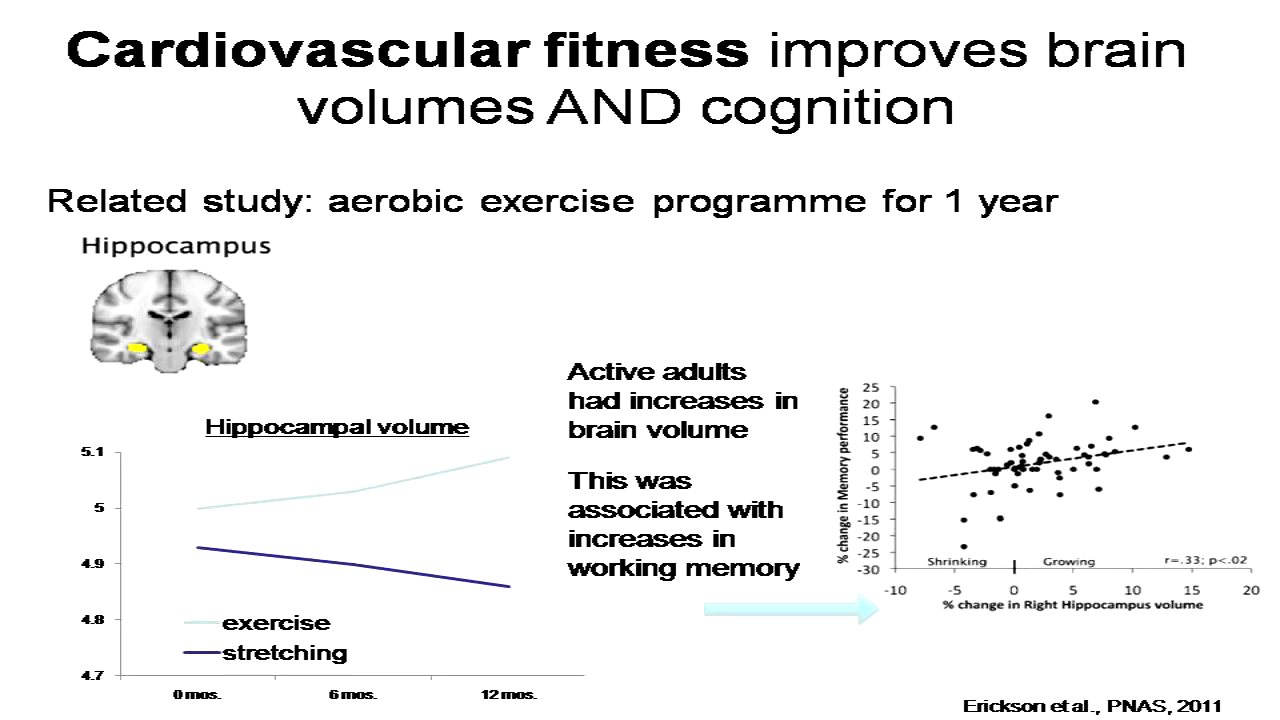 Cardiovascular fitness improves brain
volumes AND cognition
Related study: aerobic exercise programme for 1 year
Hippocampus
Hippocampal volume
5.1
5
4.9
4.8
4.7
exercise
stretching
0 mos.
6 mos.
12 mos.
Active adults
had increases in
brain volume
This was
associated with
increases in
working memory
% change in Memory performance
25
20
15
10
5
0
-5
-10
-15
-20
-25
-30
Shrinking
Growing
r=.33; p<.02
-10
-5
0
5
10
15
20
% change in Right Hippocampus volume
Erickson et al., PNAS, 2011